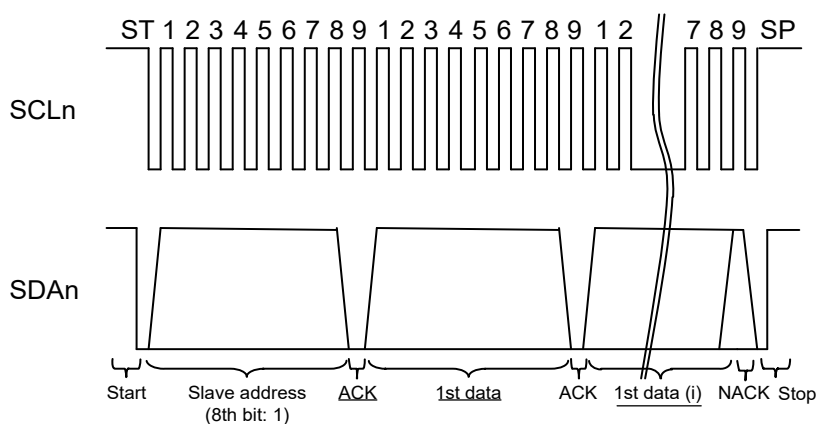 ST 1 2 3 4 5 6 7 8 9 1 2 3 4 5 6 7 8 9 1 2 7 8 9 SP
SCLn
SDAn
Start Slave address ACK 1st data ACK 1st data (i) NACK Stop
(8th bit: 1)